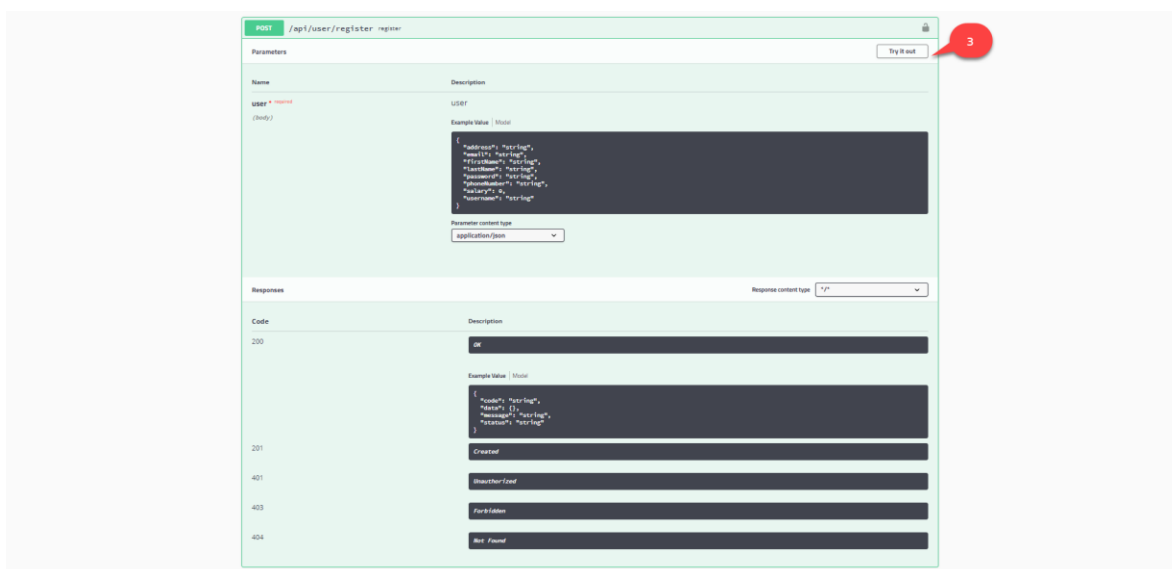 POST /api/user/register register
3
Parameters
Try it out
Name Description
user * required user
(body)
Example Value Model
{
"address": "string",
"email": "string",
"firstName": "string",
"lastName": "string",
"password": "string",
"phoneNumber": "string",
"salary": 0,
"username": "string"
}
Parameter content type
application/json
Responses
Response content type */*
Code Description
200 OK
Example Value Model
{
"code": "string",
"data": {},
"message": "string",
"status": "string"
}
201 Created
401 Unauthorized
403 Forbidden
404 Not Found